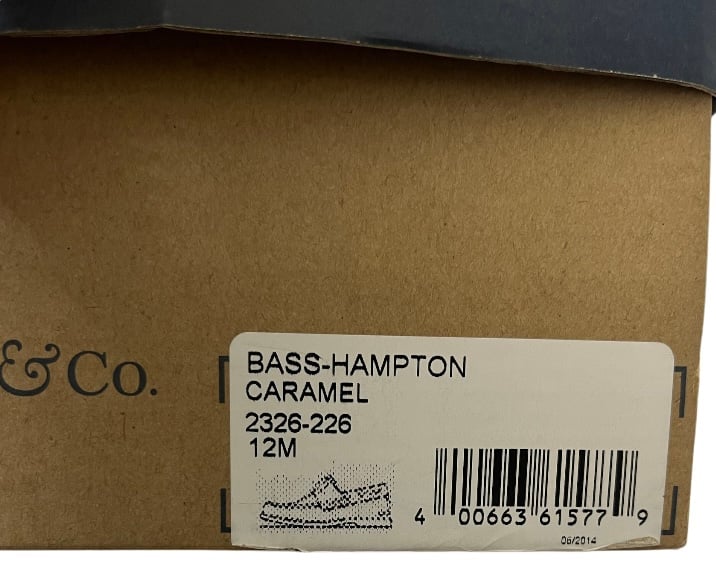 & Co.
BASS-HAMPTON
CARAMEL
2326-226
12M
4 00663 61577 9
06/2014